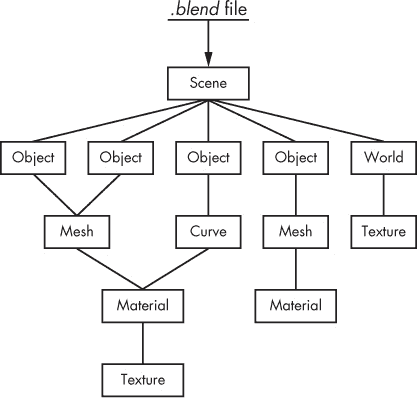 .blend file
Scene
Object
Object
Object
Object
World
Mesh
Curve
Mesh
Texture
Material
Material
Texture